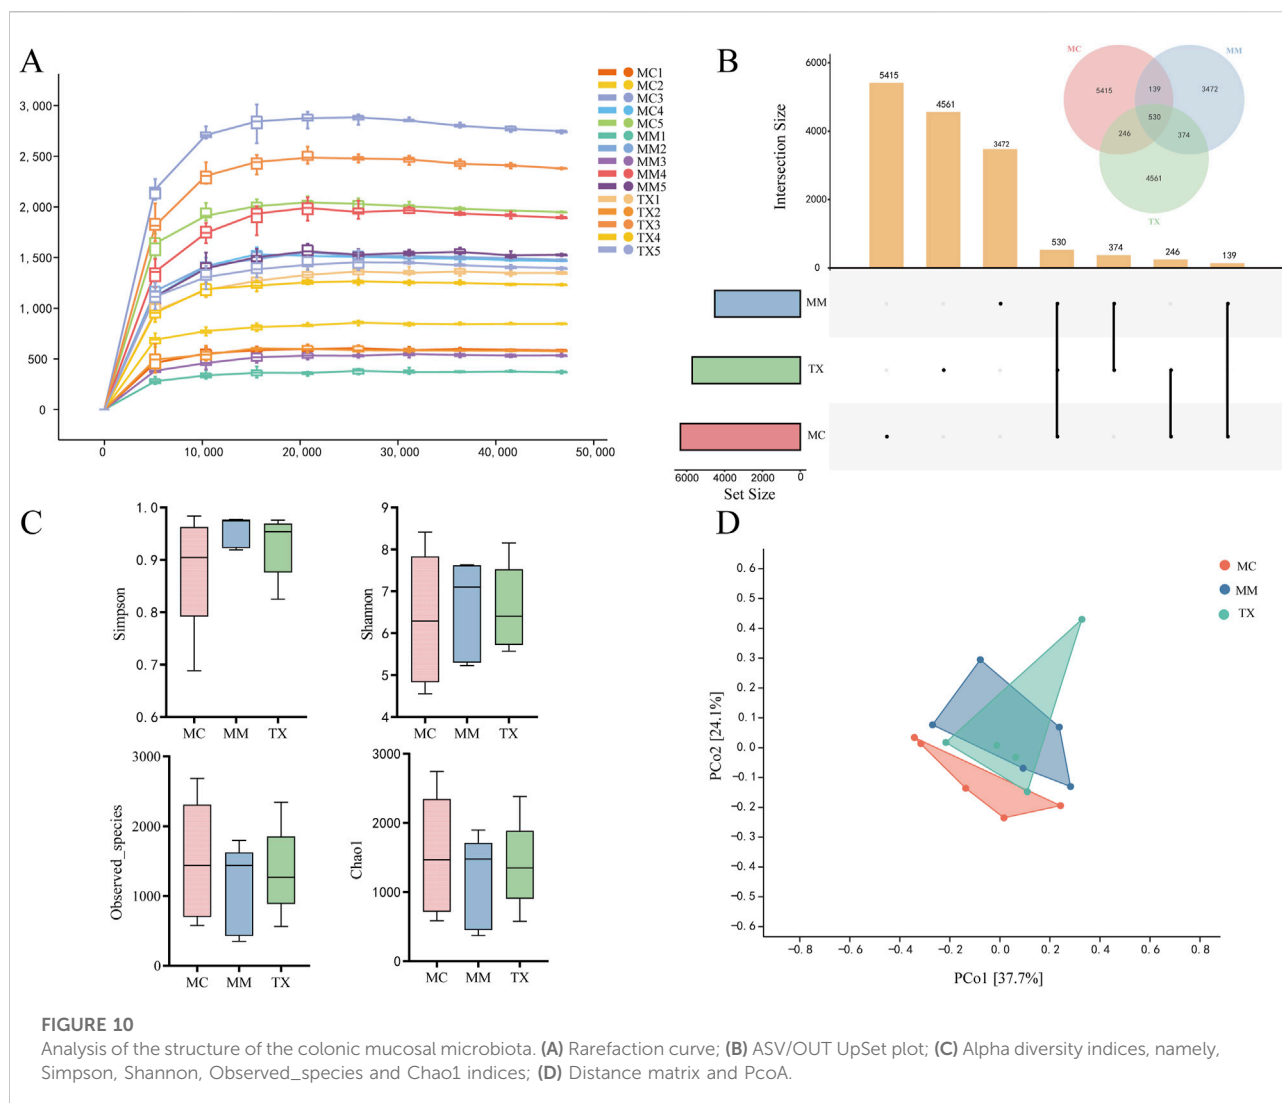 A
3,000
2,500
2,000
1,500
1,000
500
0
0
10,000
20,000
30,000
40,000
50,000
MC1
MC2
MC3
MC4
MC5
MM1
MM2
MM3
MM4
MM5
TX1
TX2
TX3
TX4
TX5
B
Intersection Size
6000
4000
2000
0
5415
4561
3472
530
374
246
139
MC
MM
TX
5415
139
3472
530
246
374
4561
MM
TX
MC
6000
4000
2000
0
Set Size
C
Simpson
1.0
0.9
0.8
0.7
0.6
MC
MM
TX
Shannon
9
8
7
6
5
4
MC
MM
TX
Observed_species
3000
2000
1000
0
MC
MM
TX
Chao1
3000
2000
1000
0
MC
MM
TX
D
PCo2 [24.1%]
0.6
0.5
0.4
0.3
0.2
0.1
0.0
-0.1
-0.2
-0.3
-0.4
-0.5
-0.6
-0.8
-0.6
-0.4
-0.2
0.0
0.2
0.4
0.6
0.8
PCo1 [37.7%]
MC
MM
TX
FIGURE 10
Analysis of the structure of the colonic mucosal microbiota. (A) Rarefaction curve; (B) ASV/OUT UpSet plot; (C) Alpha diversity indices, namely,
Simpson, Shannon, Observed_species and Chao1 indices; (D) Distance matrix and PcoA.